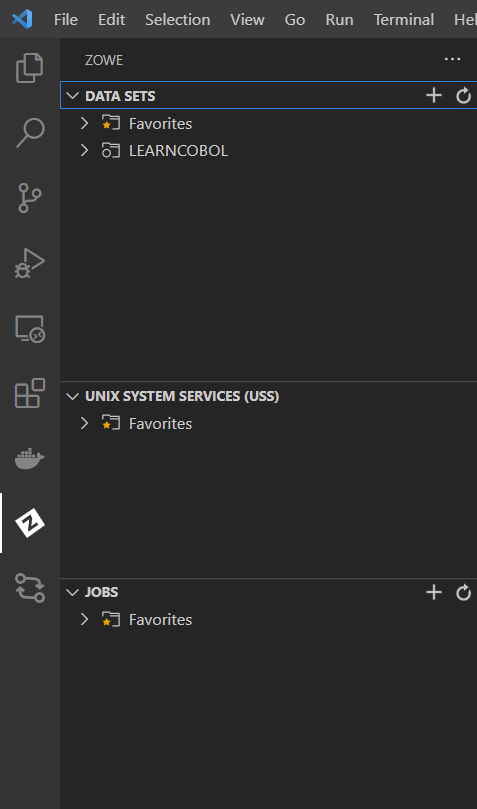 File Edit Selection View Go Run Terminal
ZOWE
DATA SETS
Favorites
LEARNCOBOL
UNIX SYSTEM SERVICES (USS)
Favorites
JOBS
Favorites